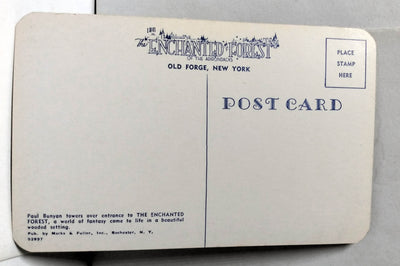 The ENCHANTED FOREST
OF THE ADIRONDACKS
OLD FORGE, NEW YORK
PLACE
STAMP
HERE
POST CARD
Paul Bunyan towers over entrance to THE ENCHANTED
FOREST, a world of fantasy come to life in a beautiful
wooded setting.
Pub. by Marks & Fuller, Inc., Rochester, N. Y.
52957